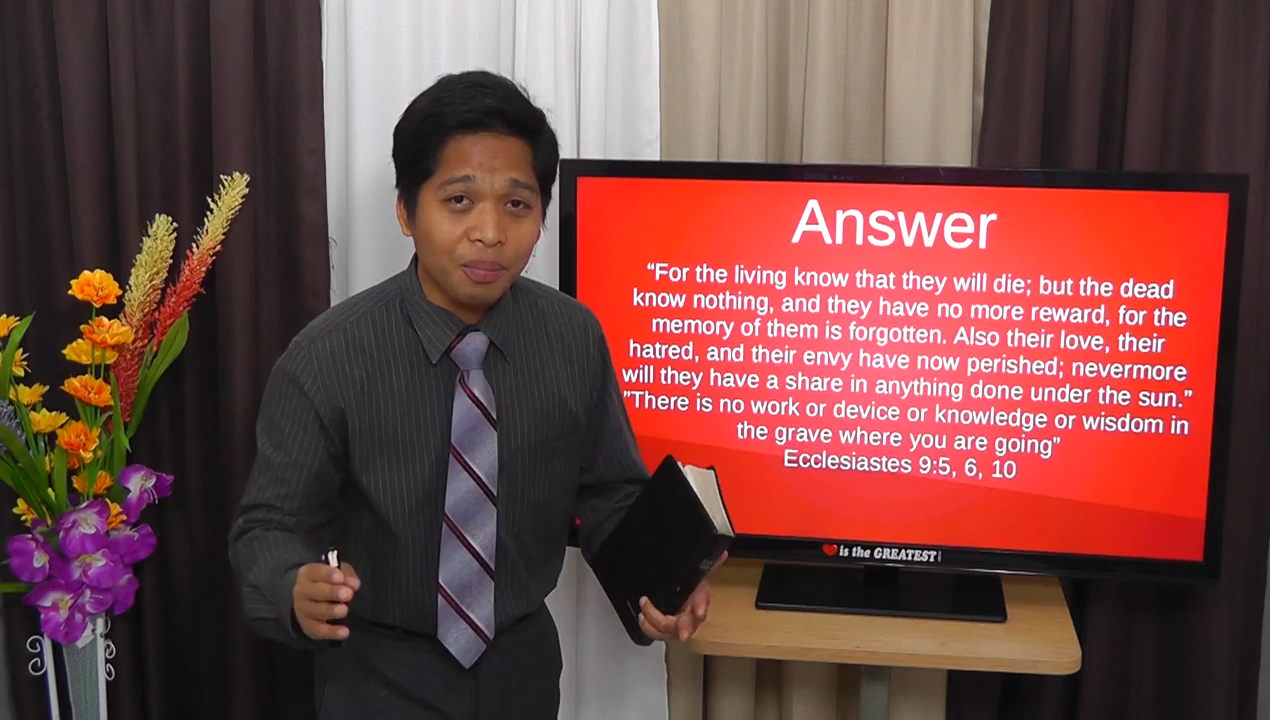 Answer
“For the living know that they will die; but the dead
know nothing, and they have no more reward, for the
memory of them is forgotten. Also their love, their
hatred, and their envy have now perished; nevermore
will they have a share in anything done under the sun.”
”There is no work or device or knowledge or wisdom in
the grave where you are going”
Ecclesiastes 9:5, 6, 10
is the GREATEST!